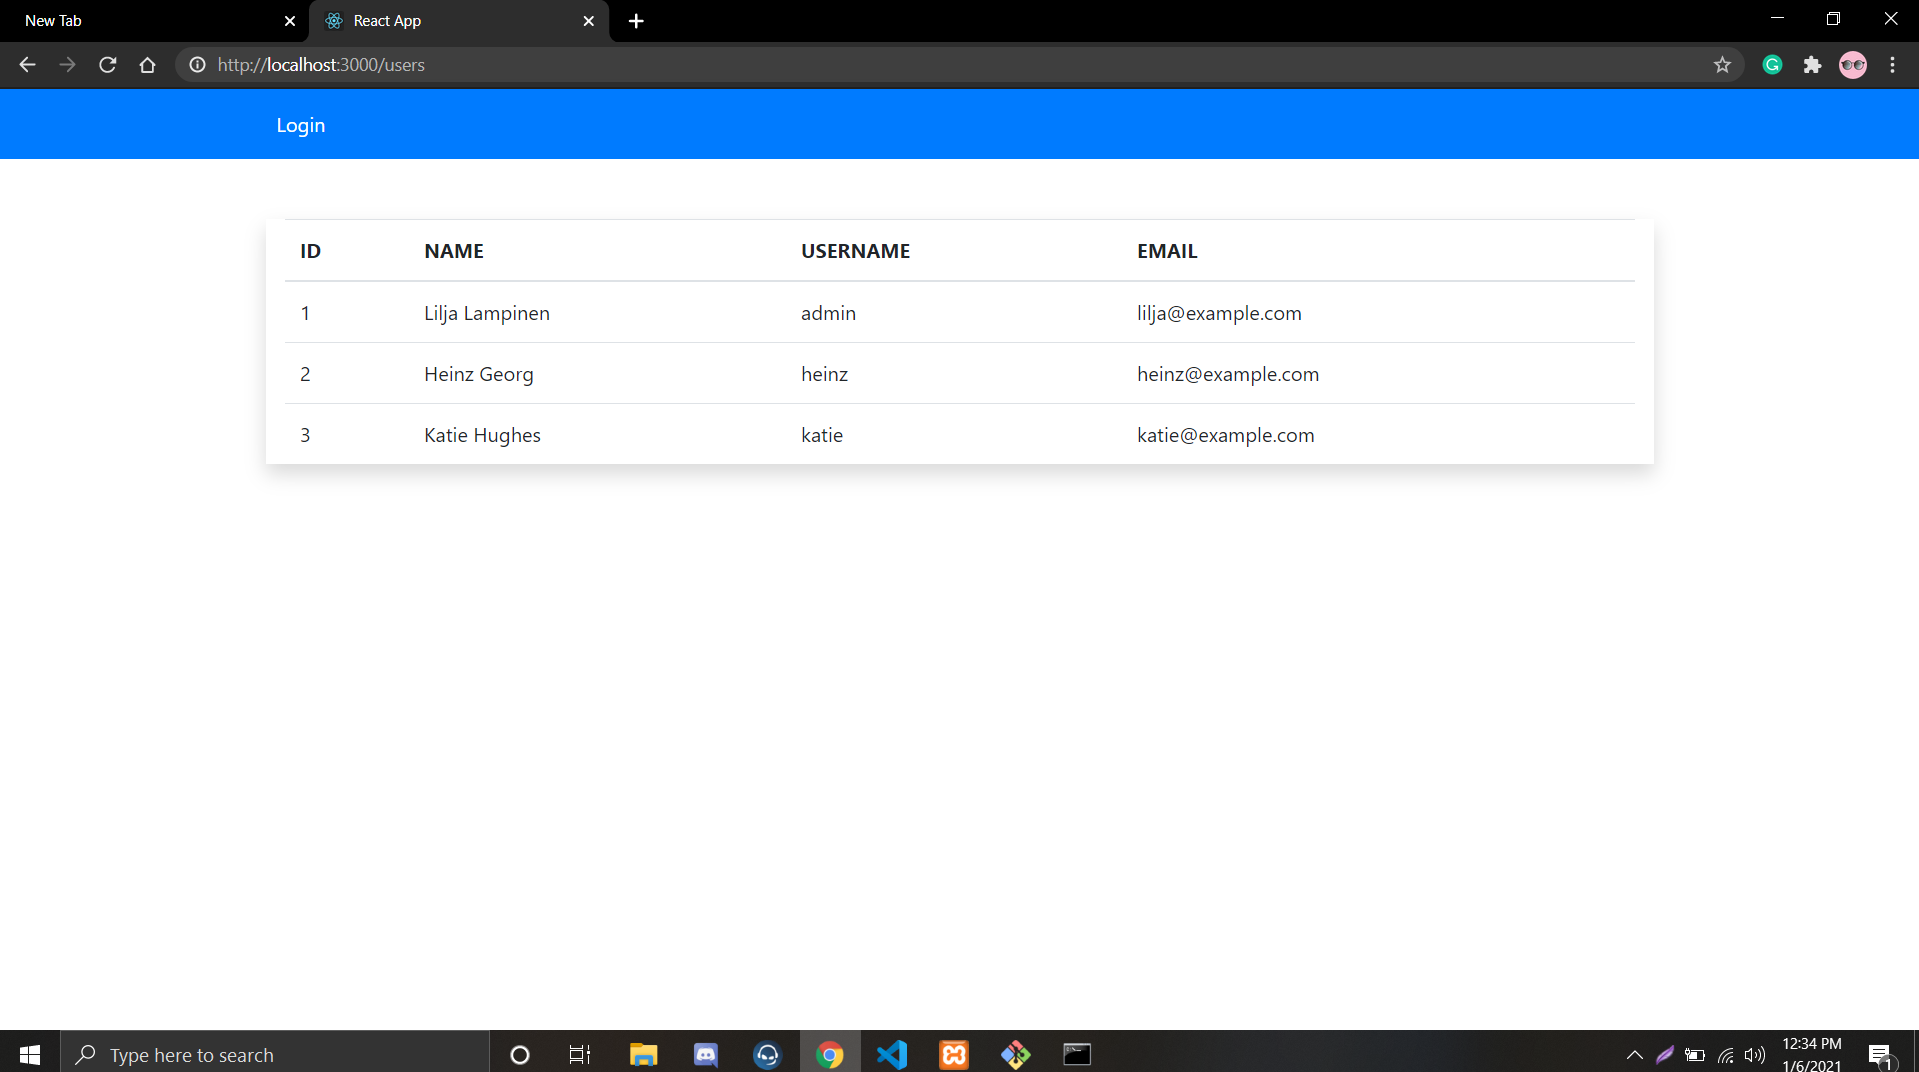 New Tab
React App
http://localhost:3000/users
Login
ID NAME USERNAME EMAIL
1 Lilja Lampinen admin lilja@example.com
2 Heinz Georg heinz heinz@example.com
3 Katie Hughes katie katie@example.com
Type here to search
12:34 PM
1/6/2021
1